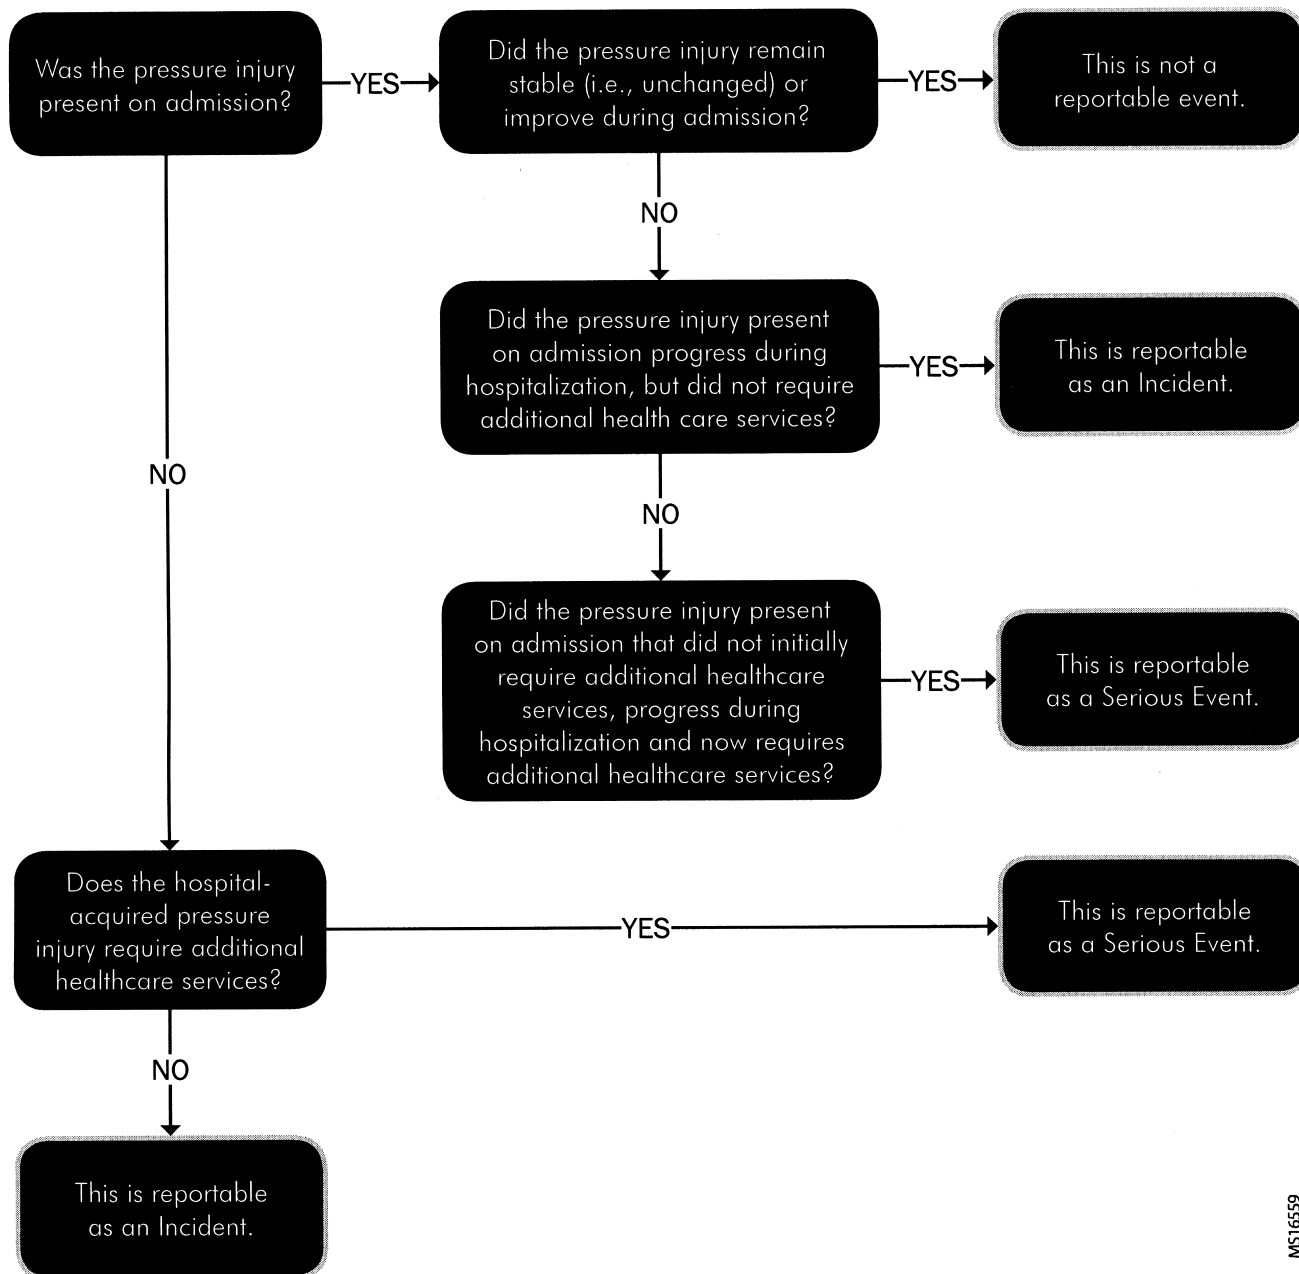 Was the pressure injury
present on admission?
YES
Did the pressure injury remain
stable (i.e., unchanged) or
improve during admission?
YES
This is not a
reportable event.
NO
Did the pressure injury present
on admission progress during
hospitalization, but did not require
additional health care services?
YES
This is reportable
as an Incident.
NO
NO
Did the pressure injury present
on admission that did not initially
require additional healthcare
services, progress during
hospitalization and now requires
additional healthcare services?
YES
This is reportable
as a Serious Event.
Does the hospital-
acquired pressure
injury require additional
healthcare services?
YES
This is reportable
as a Serious Event.
NO
This is reportable
as an Incident.
MS16559